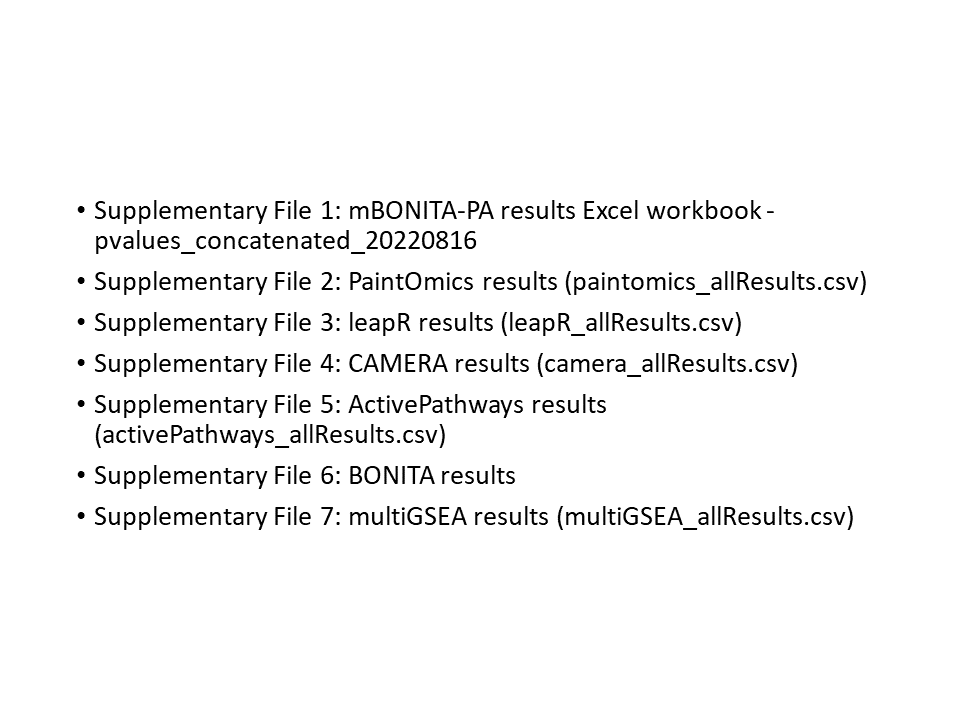 • Supplementary File 1: mBONITA-PA results Excel workbook -
pvalues_concatenated_20220816
• Supplementary File 2: PaintOmics results (paintomics_allResults.csv)
• Supplementary File 3: leapR results (leapR_allResults.csv)
• Supplementary File 4: CAMERA results (camera_allResults.csv)
• Supplementary File 5: ActivePathways results
(activePathways_allResults.csv)
• Supplementary File 6: BONITA results
• Supplementary File 7: multiGSEA results (multiGSEA_allResults.csv)